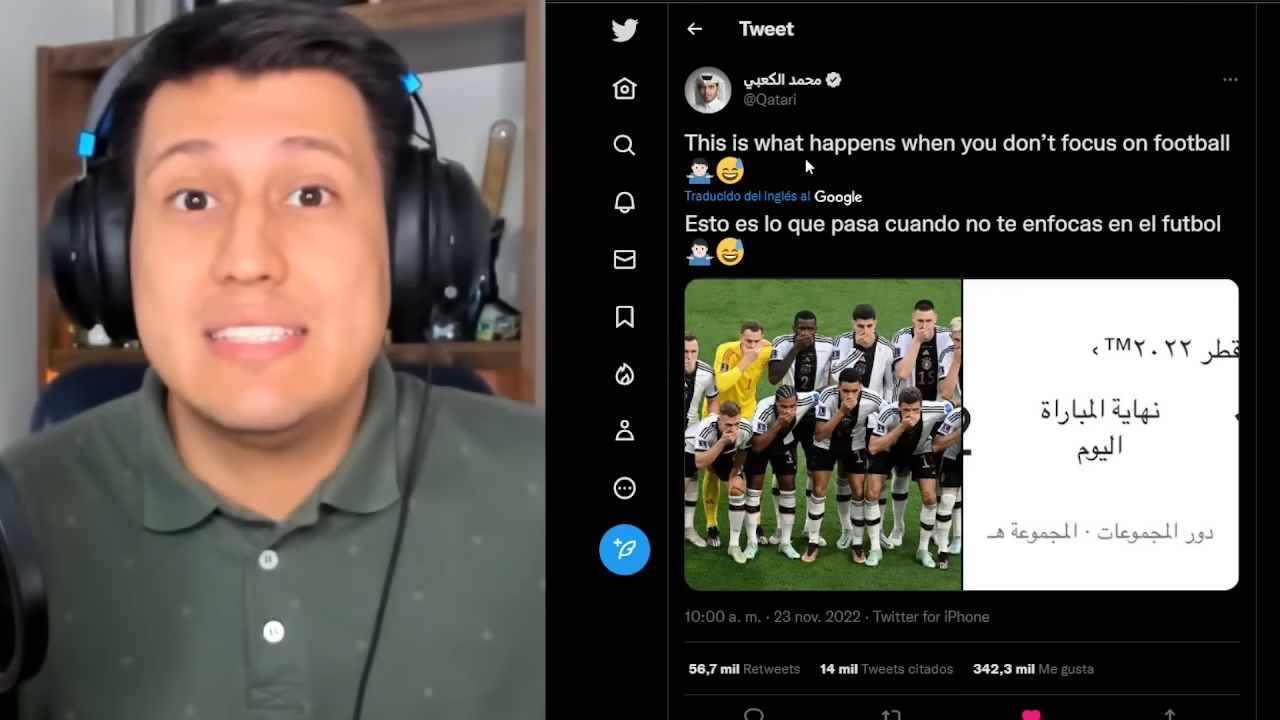 Tweet
محمد الكعبي
@Qatari
This is what happens when you don’t focus on football
🤷🏻‍♂️😅
Traducido del inglés al Google
Esto es lo que pasa cuando no te enfocas en el futbol
🤷🏻‍♂️😅
قطر ٢٠٢٢™ ›
نهاية المباراة
اليوم
دور المجموعات · المجموعة هـ
10:00 a. m. · 23 nov. 2022 · Twitter for iPhone
56,7 mil Retweets 14 mil Tweets citados 342,3 mil Me gusta